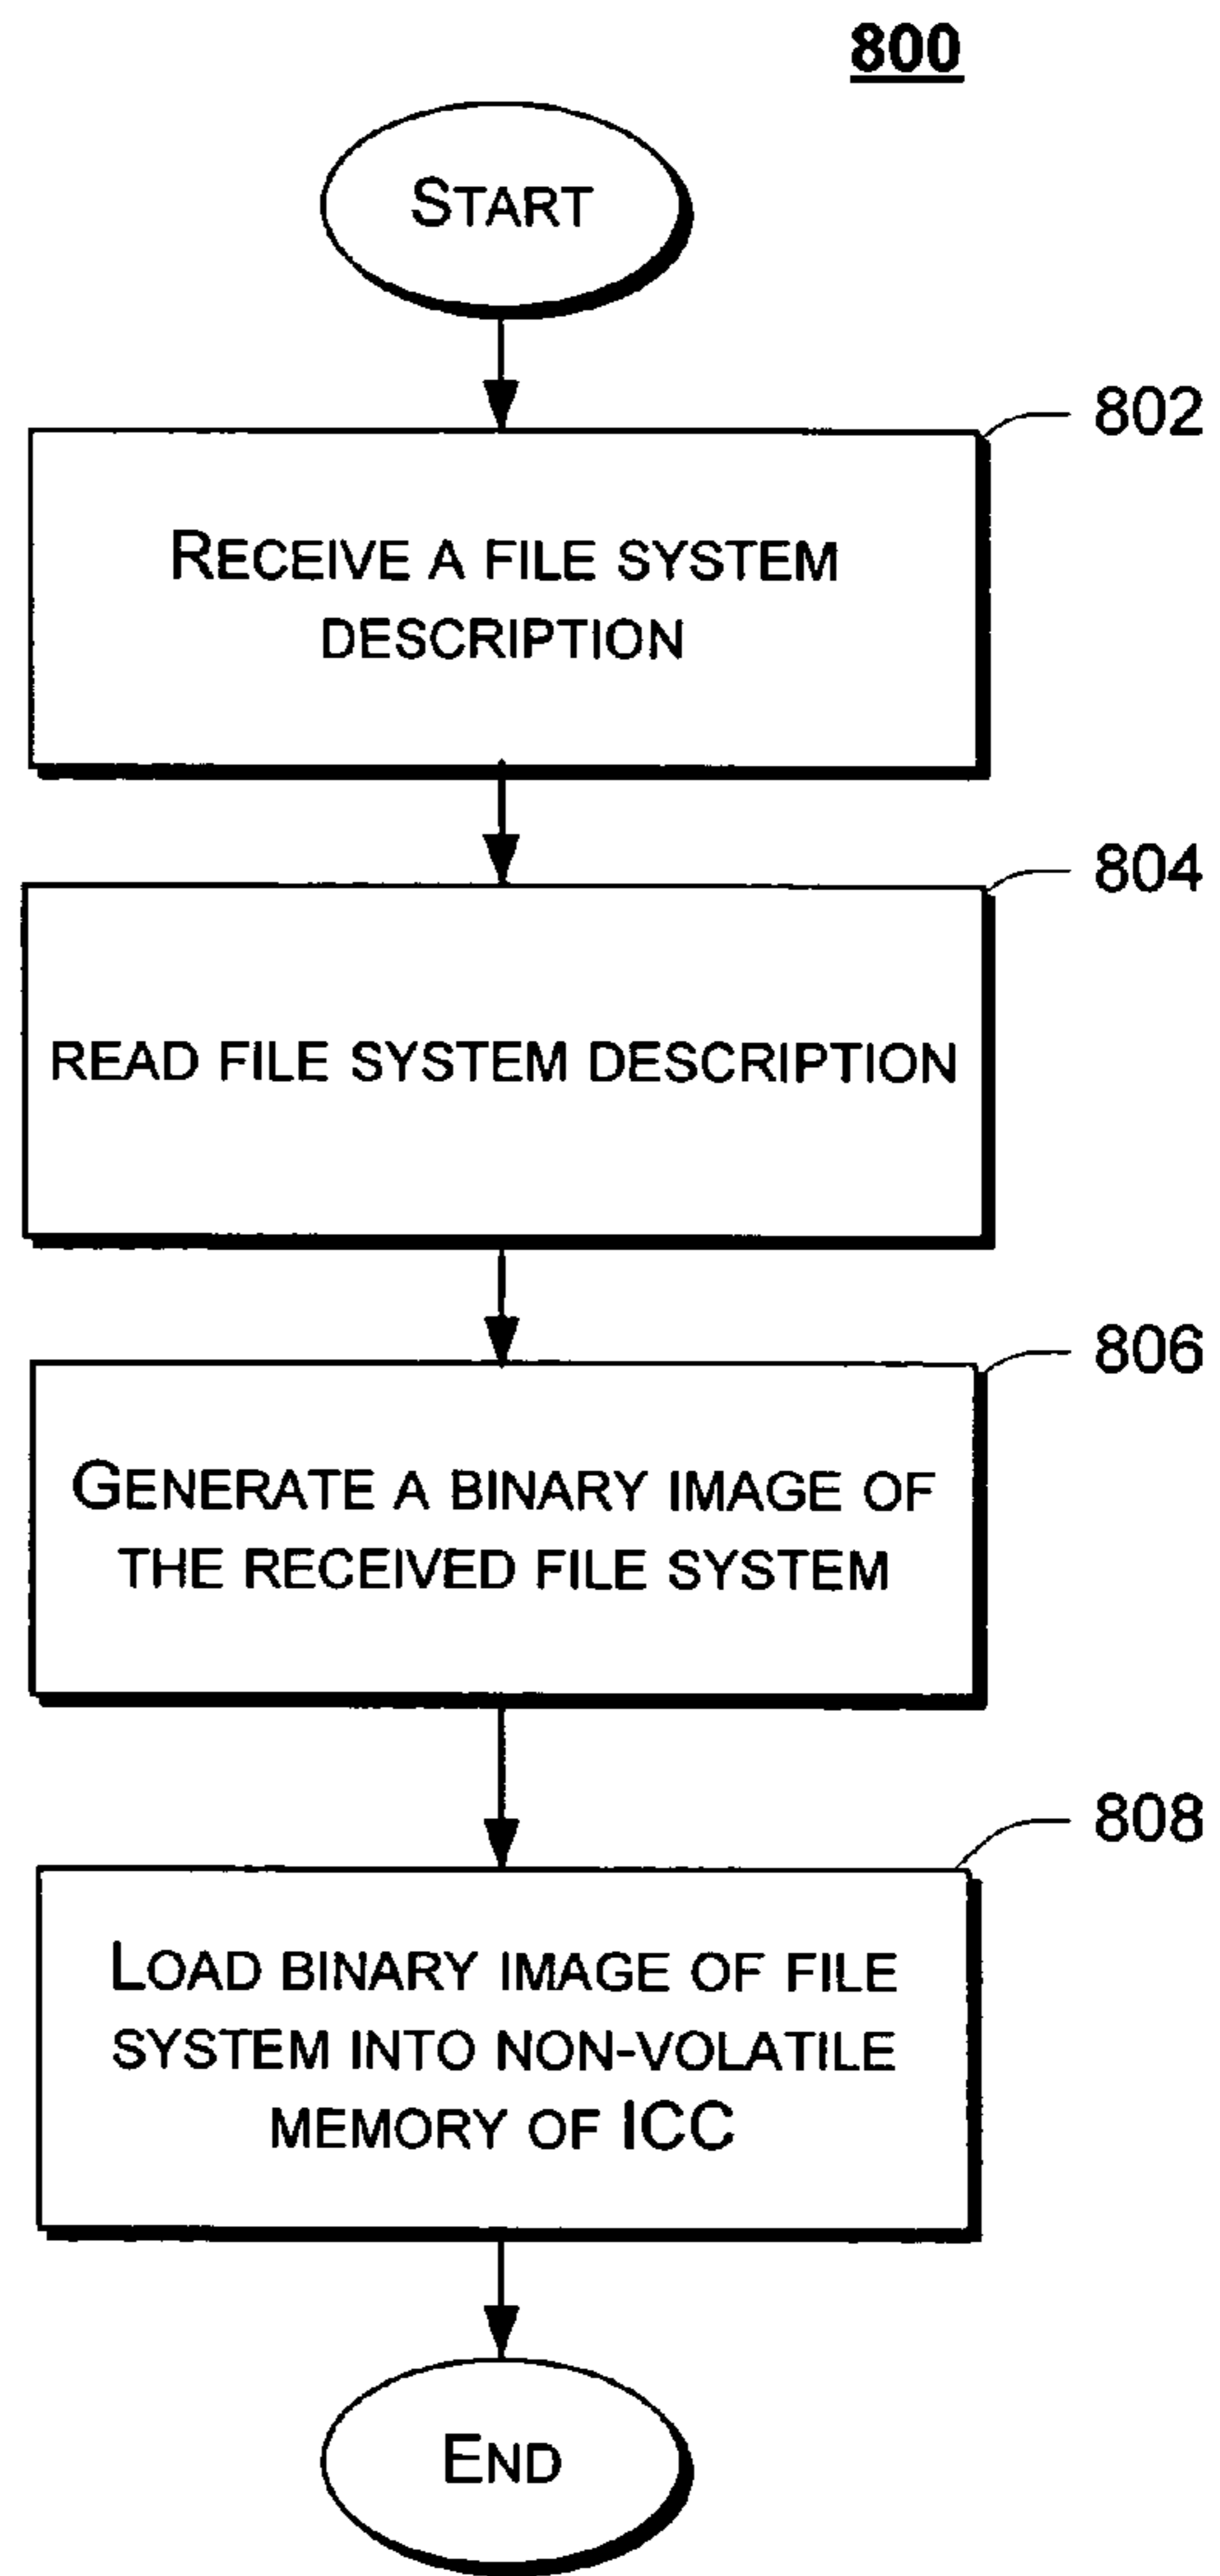 800
START
802
RECEIVE A FILE SYSTEM
DESCRIPTION
804
READ FILE SYSTEM DESCRIPTION
806
GENERATE A BINARY IMAGE OF
THE RECEIVED FILE SYSTEM
808
LOAD BINARY IMAGE OF FILE
SYSTEM INTO NON-VOLATILE
MEMORY OF ICC
END